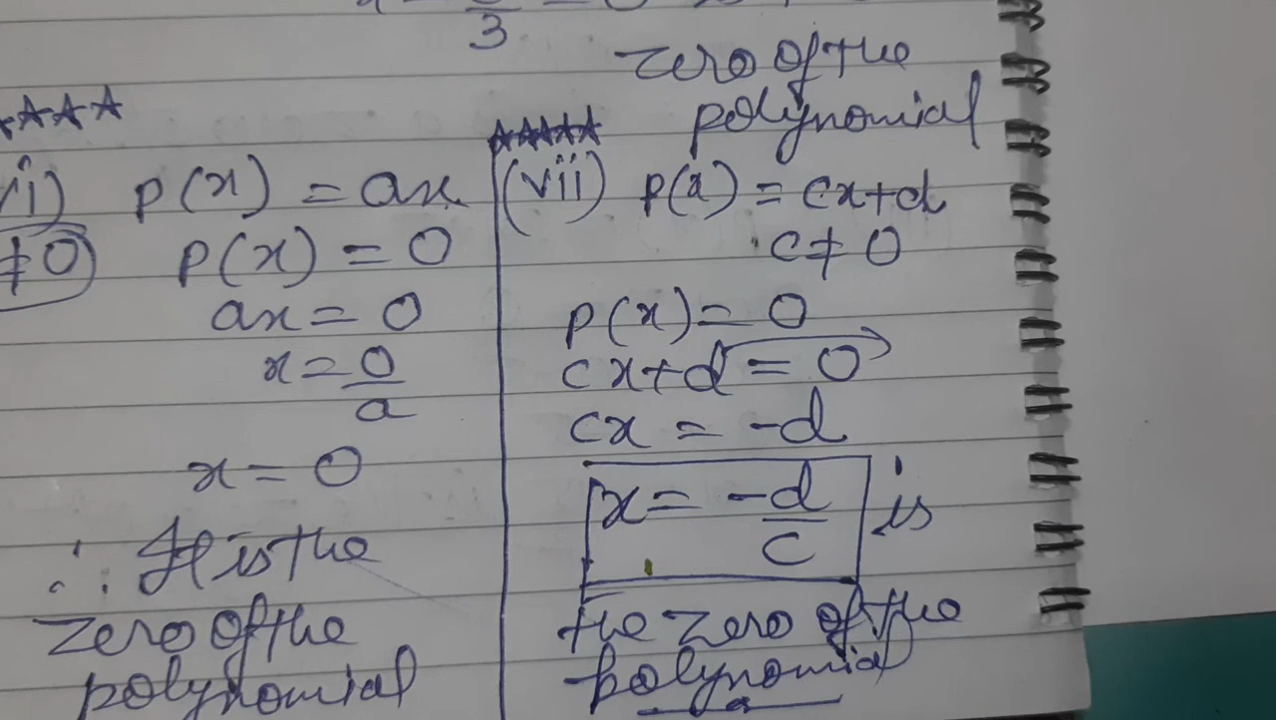 3
zero of the
polynomial
vi) p(x) = ax
≠0) p(x) = 0
ax = 0
x = 0/a
x = 0
∴ It is the
zero of the
polynomial
(vii) p(x) = cx+d
c≠0
p(x) = 0
cx+d = 0
cx = -d
x = -d/c is
the zero of the
polynomial